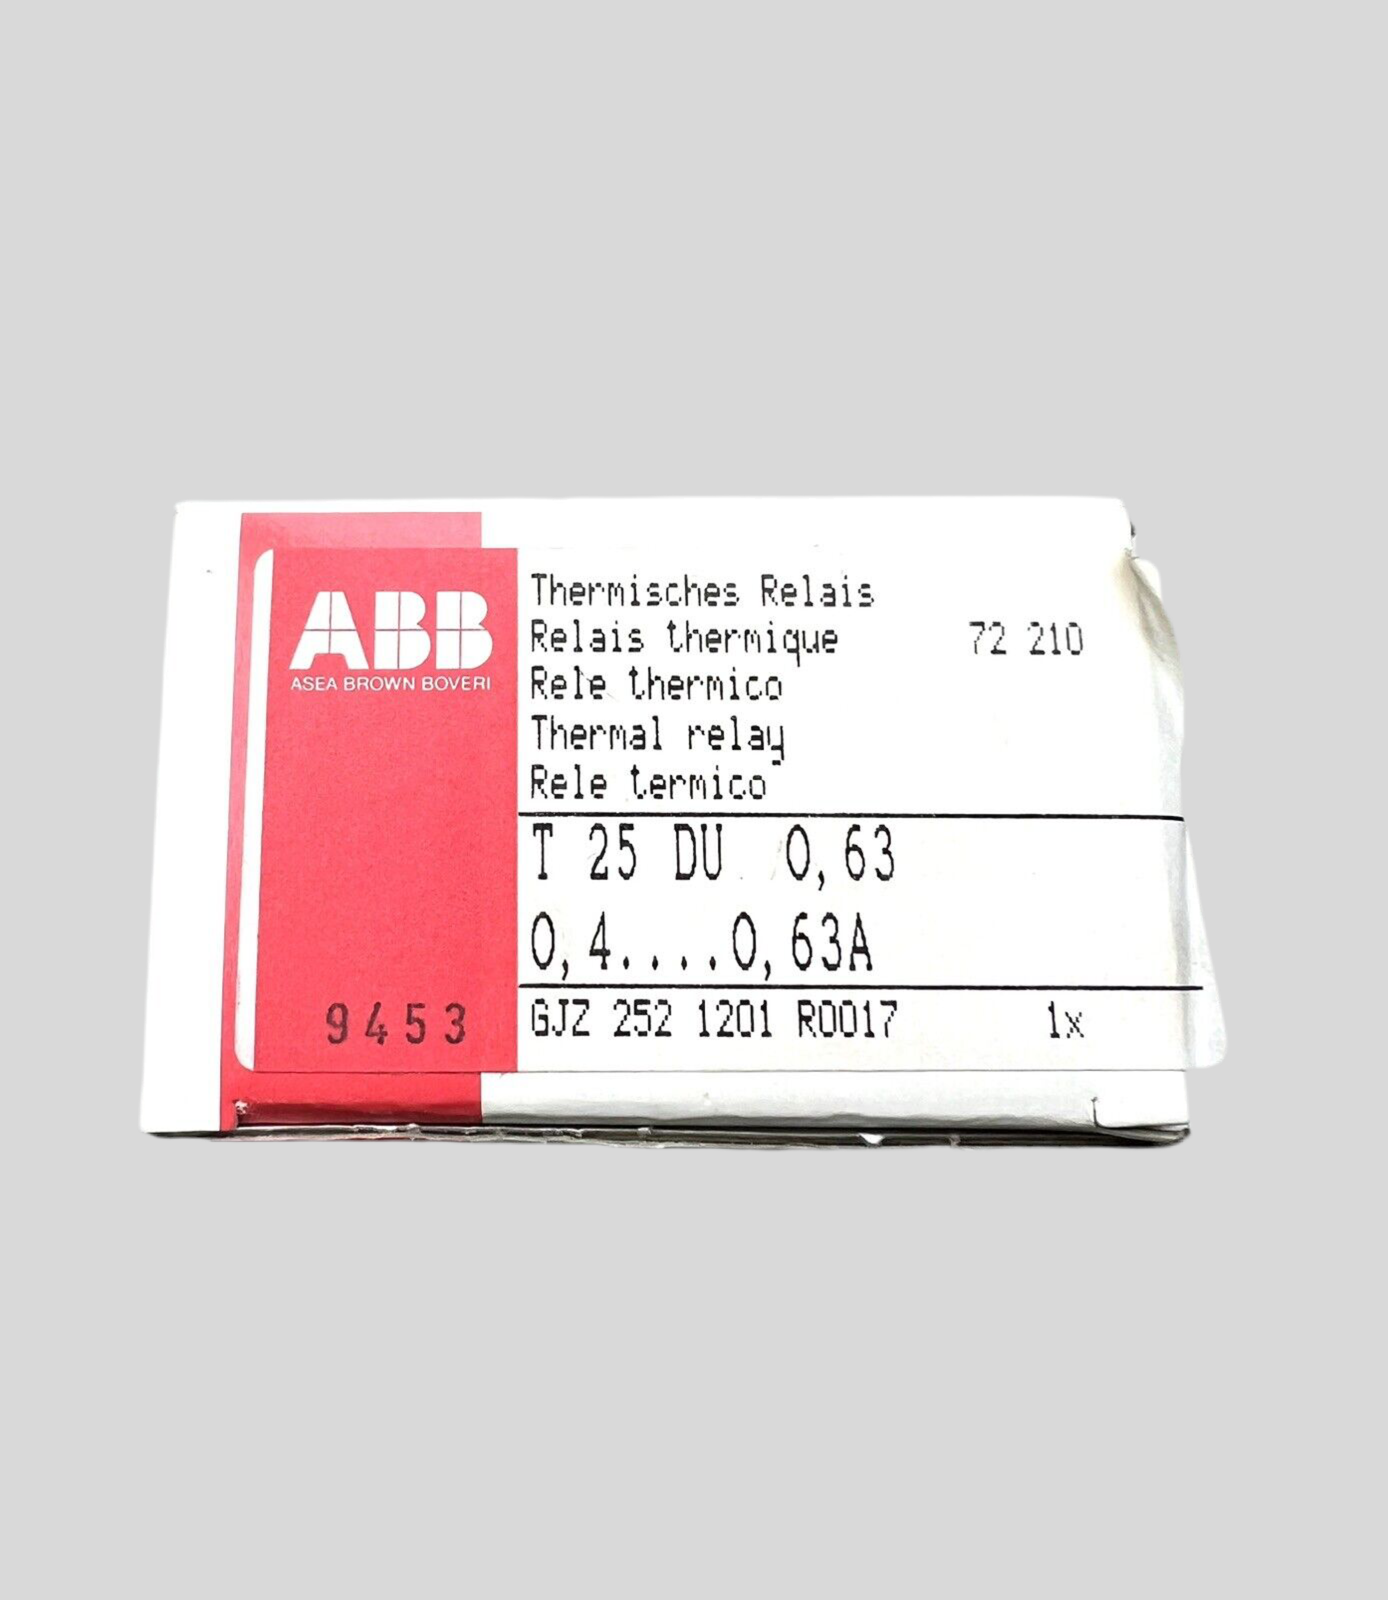 ABB
ASEA BROWN BOVERI
9453
Thermisches Relais
Relais thermique 72 210
Rele thermico
Thermal relay
Rele termico
T 25 DU 0,63
0,4....0,63A
GJZ 252 1201 R0017 1x